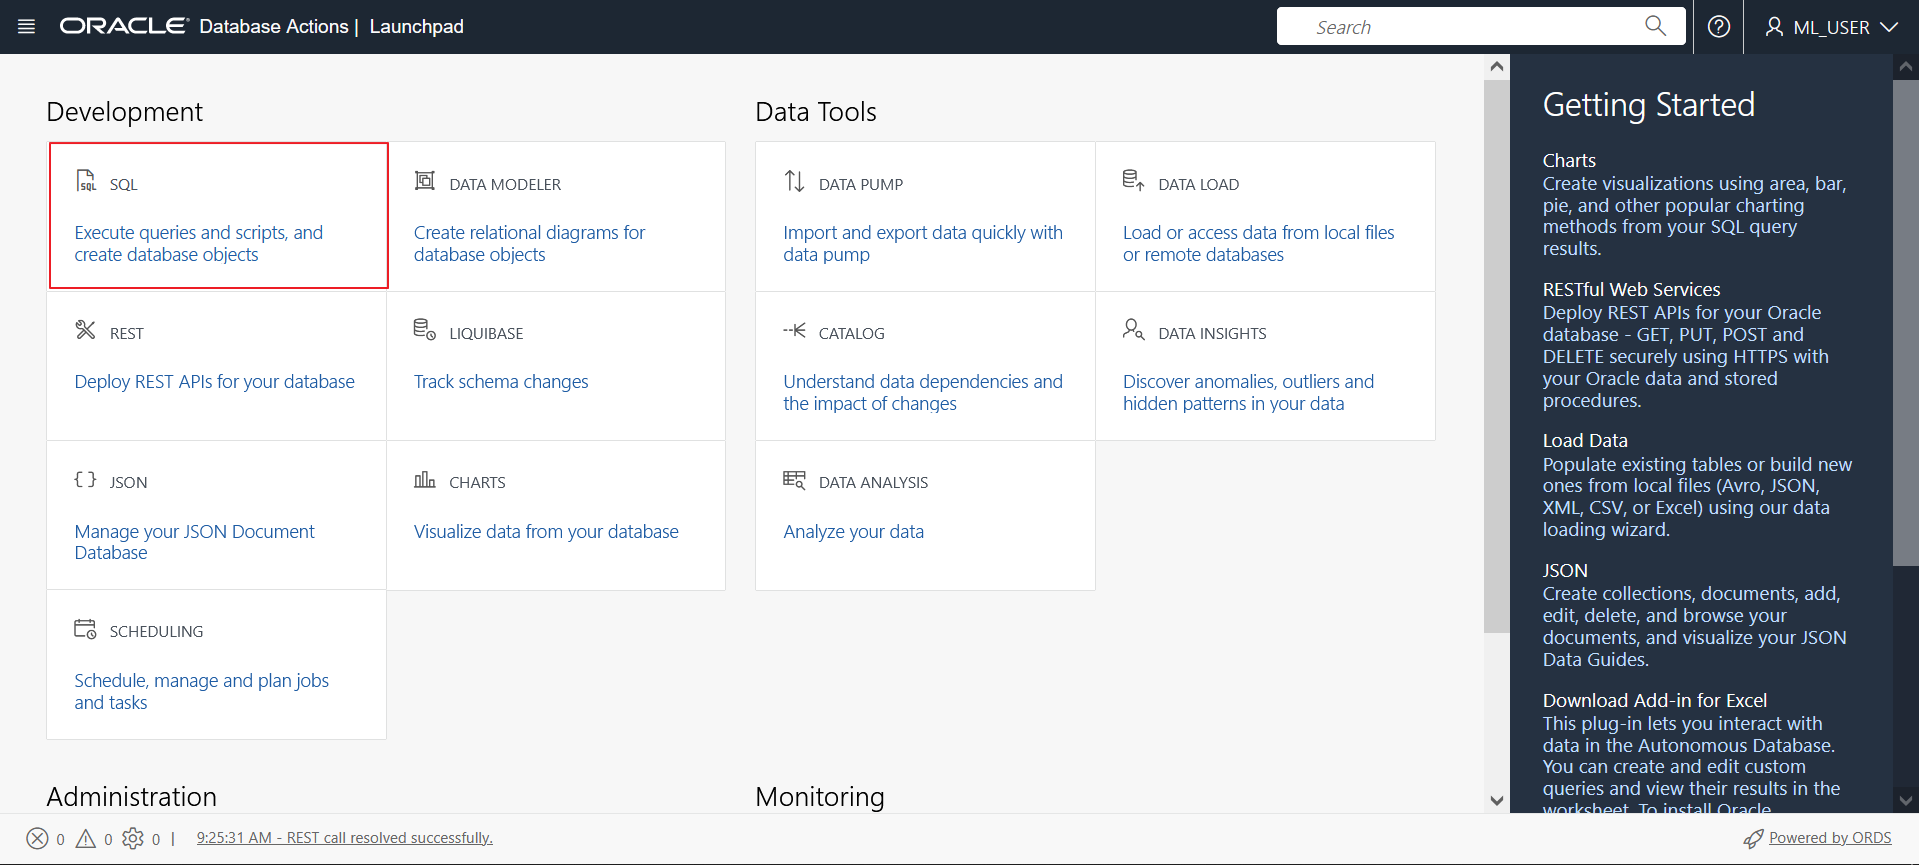 ORACLE Database Actions | Launchpad
Search
ML_USER
Development
SQL
Execute queries and scripts, and
create database objects
DATA MODELER
Create relational diagrams for
database objects
REST
Deploy REST APIs for your database
LIQUIBASE
Track schema changes
JSON
Manage your JSON Document
Database
CHARTS
Visualize data from your database
SCHEDULING
Schedule, manage and plan jobs
and tasks
Data Tools
DATA PUMP
Import and export data quickly with
data pump
DATA LOAD
Load or access data from local files
or remote databases
CATALOG
Understand data dependencies and
the impact of changes
DATA INSIGHTS
Discover anomalies, outliers and
hidden patterns in your data
DATA ANALYSIS
Analyze your data
Administration
Monitoring
Getting Started
Charts
Create visualizations using area, bar,
pie, and other popular charting
methods from your SQL query
results.
RESTful Web Services
Deploy REST APIs for your Oracle
database - GET, PUT, POST and
DELETE securely using HTTPS with
your Oracle data and stored
procedures.
Load Data
Populate existing tables or build new
ones from local files (Avro, JSON,
XML, CSV, or Excel) using our data
loading wizard.
JSON
Create collections, documents, add,
edit, delete, and browse your
documents, and visualize your JSON
Data Guides.
Download Add-in for Excel
This plug-in lets you interact with
data in the Autonomous Database.
You can create and edit custom
queries and view their results in the
worksheet. To install Oracle
0 0 0 | 9:25:31 AM - REST call resolved successfully.
Powered by ORDS